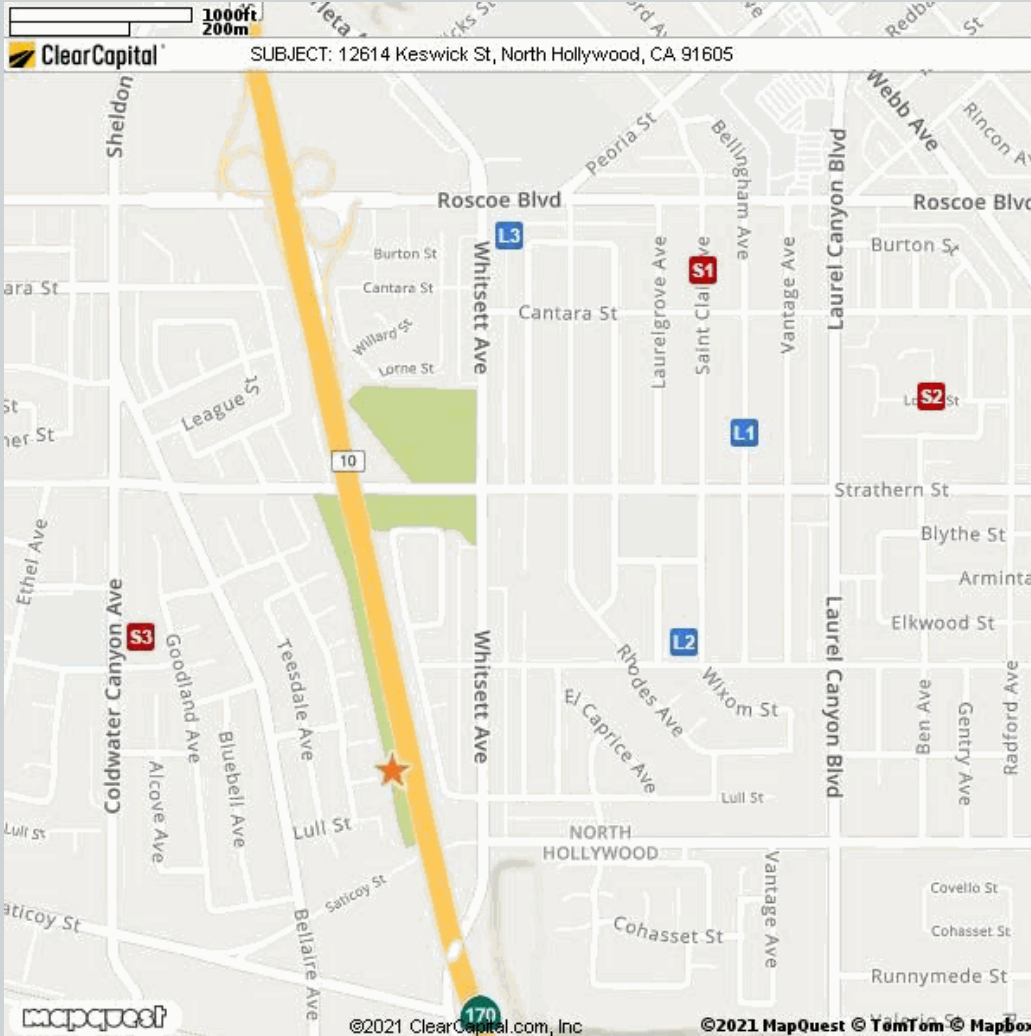 1000ft
200m
ClearCapital
SUBJECT: 12614 Keswick St, North Hollywood, CA 91605
Sheldon
Peoria St
Bellingham Ave
Webb Ave
Laurel Canyon Blvd
Roscoe Blvd
Roscoe Blvd
L3
Burton St
Burton St
Whitsett Ave
Laurelgrove Ave
S1
Vantage Ave
Cantara St
Cantara St
Willard St
Lorne St
League St
S2
L1
10
Strathern St
Blythe St
Ethel Ave
Elkwood St
Coldwater Canyon Ave
S3
Goodland Ave
Teesdale Ave
Whitsett Ave
L2
Rhodes Ave
Wixom St
Laurel Canyon Blvd
El Caprice Ave
Ben Ave
Gentry Ave
Radford Ave
Alcove Ave
Bluebell Ave
Lull St
Lull St
Lull St
NORTH
HOLLYWOOD
Saticoy St
Bellaire Ave
Vantage Ave
Covello St
Cohasset St
Cohasset St
Runnymede St
mapquest
170
©2021 ClearCapital.com, Inc
©2021 MapQuest © TomTom © Mapbox